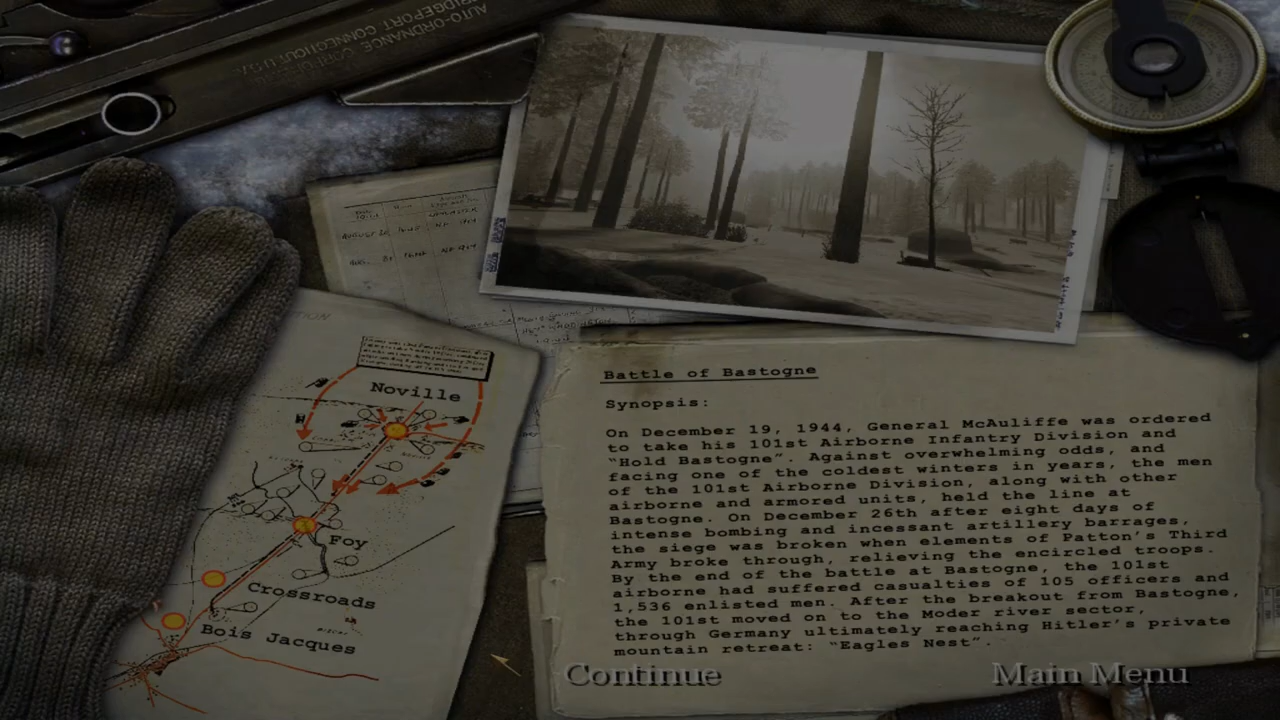 AUTO-ORDNANCE
BRIDGEPORT
CONNECTICUT
Noville
Foy
Crossroads
Bois Jacques
Battle of Bastogne
Synopsis:
On December 19, 1944, General McAuliffe was ordered
to take his 101st Airborne Infantry Division and
"Hold Bastogne". Against overwhelming odds, and
facing one of the coldest winters in years, the men
of the 101st Airborne Division, along with other
airborne and armored units, held the line at
Bastogne. On December 26th after eight days of
intense bombing and incessant artillery barrages,
the siege was broken when elements of Patton's Third
Army broke through, relieving the encircled troops.
By the end of the battle at Bastogne, the 101st
airborne had suffered casualties of 105 officers and
1,536 enlisted men. After the breakout from Bastogne,
the 101st moved on to the Moder river sector,
through Germany ultimately reaching Hitler's private
mountain retreat: "Eagles Nest".
Continue
Main Menu